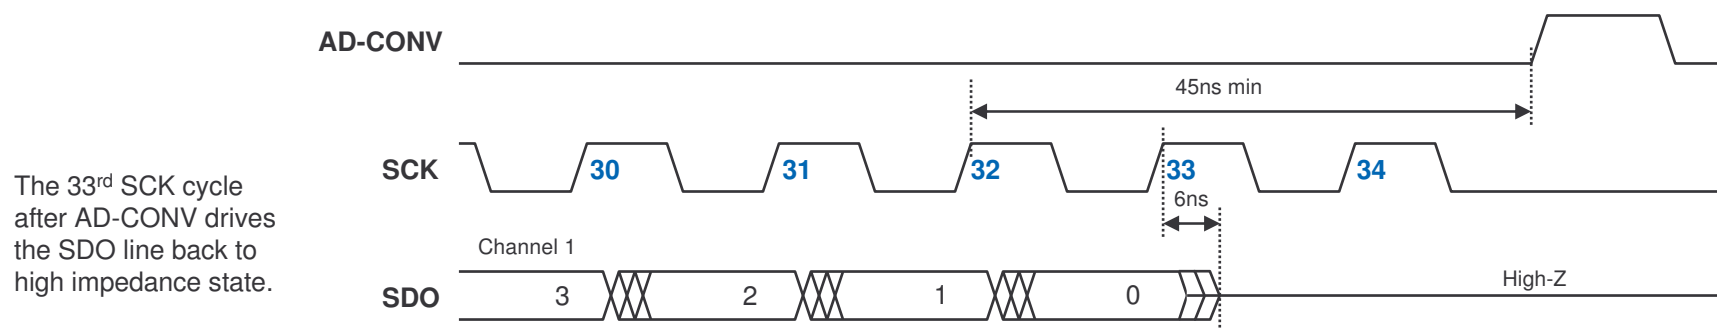 AD-CONV
45ns min
SCK
30 31 32 33 34
The 33rd SCK cycle
after AD-CONV drives
the SDO line back to
high impedance state.
6ns
Channel 1
SDO
3 2 1 0
High-Z